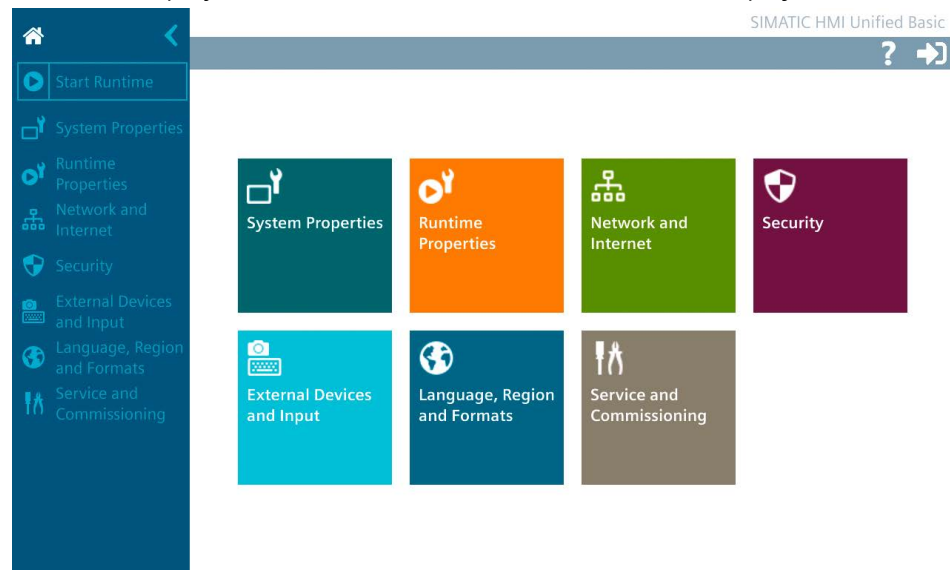 SIMATIC HMI Unified Basic
?
Start Runtime
System Properties
Runtime
Properties
Network and
Internet
Security
External Devices
and Input
Language, Region
and Formats
Service and
Commissioning
System Properties
Runtime
Properties
Network and
Internet
Security
External Devices
and Input
Language, Region
and Formats
Service and
Commissioning